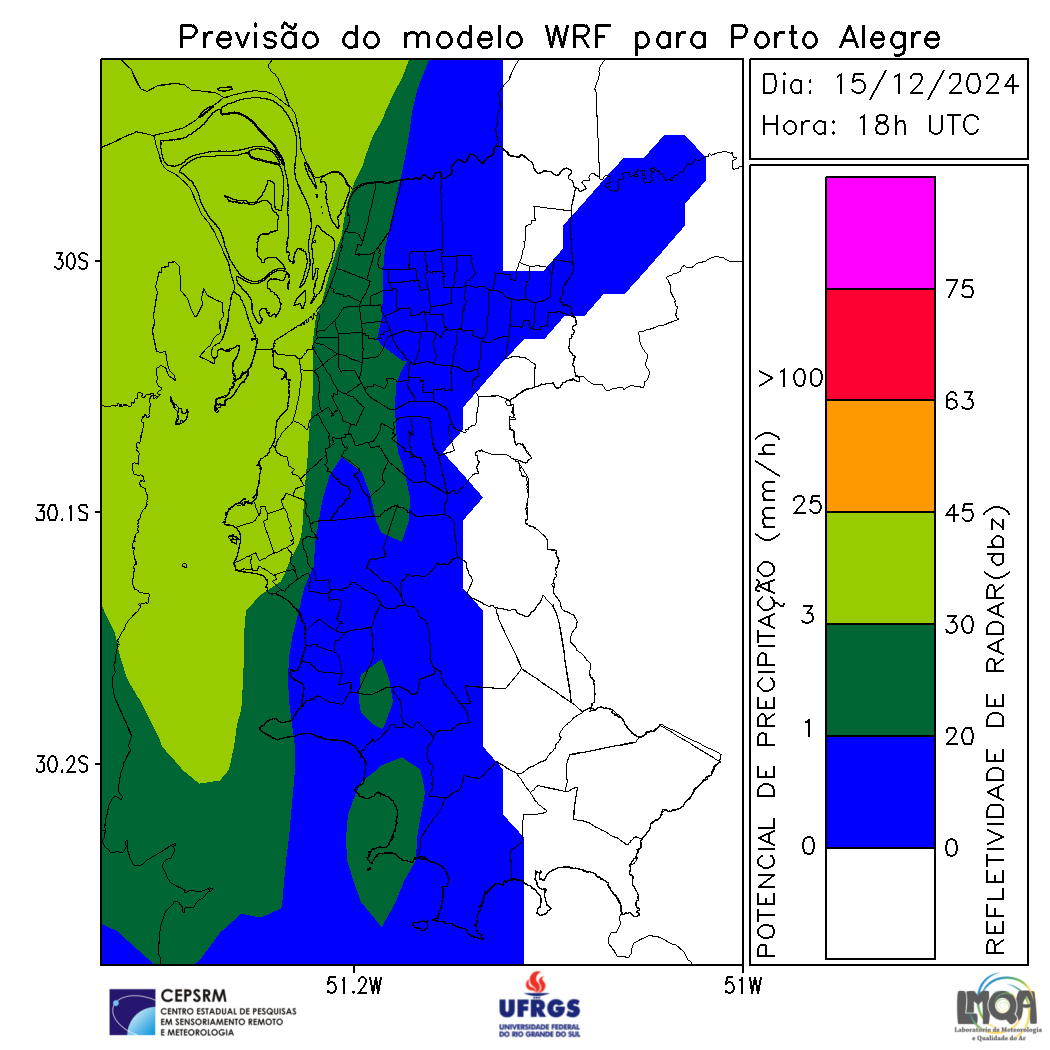 Previsão do modelo WRF para Porto Alegre
Dia: 15/12/2024
Hora: 18h UTC
30S
30.1S
30.2S
51.2W
51W
POTENCIAL DE PRECIPITAÇÃO (mm/h)
>100
25
3
1
0
75
63
45
30
20
0
REFLETIVIDADE DE RADAR(dbz)
CEPSRM
CENTRO ESTADUAL DE PESQUISAS
EM SENSORIAMENTO REMOTO
E METEOROLOGIA
UFRGS
UNIVERSIDADE FEDERAL
DO RIO GRANDE DO SUL
LMQA
Laboratório de Meteorologia
e Qualidade do Ar